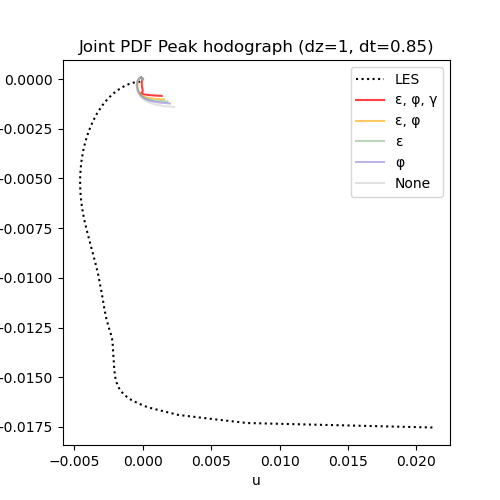 Joint PDF Peak hodograph (dz=1, dt=0.85)
0.0000
-0.0025
-0.0050
-0.0075
-0.0100
-0.0125
-0.0150
-0.0175
LES
ε, φ, γ
ε, φ
ε
φ
None
-0.005 0.000 0.005 0.010 0.015 0.020
u